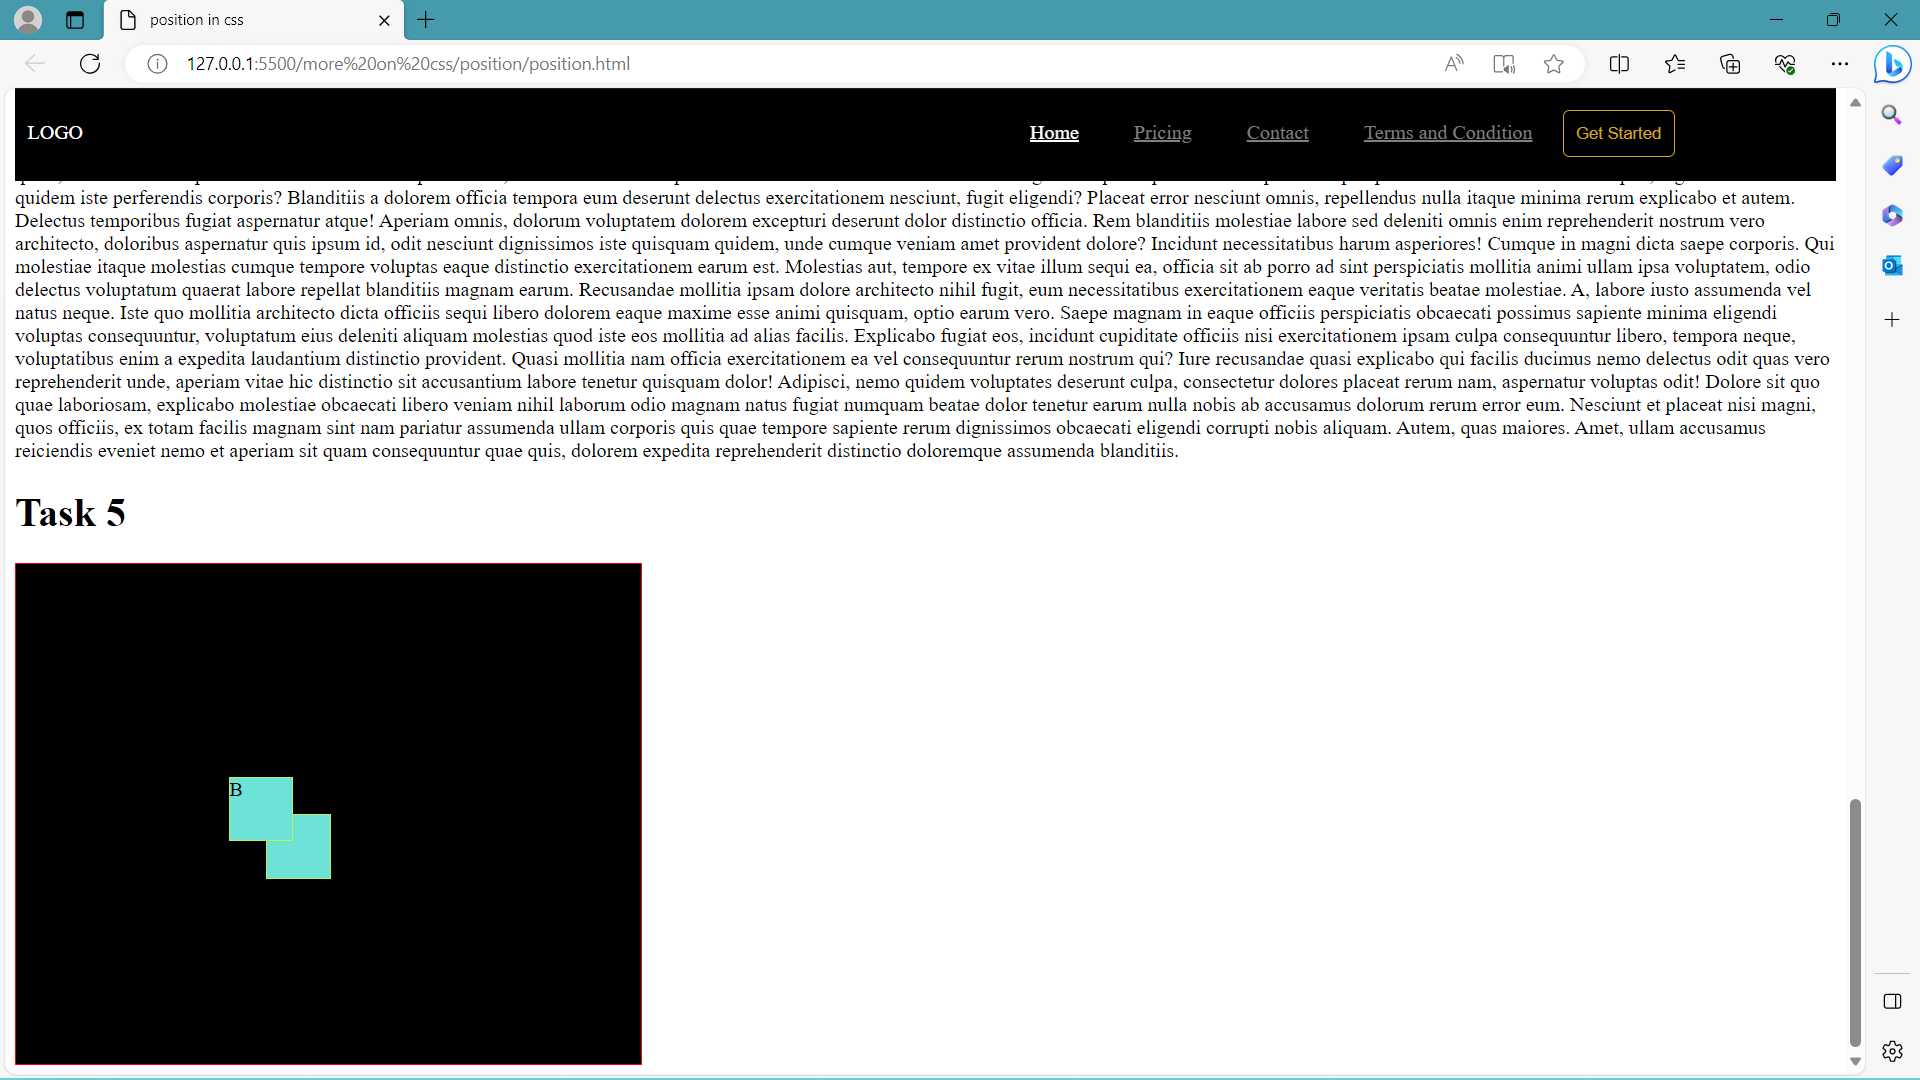 position in css
127.0.0.1:5500/more%20on%20css/position/position.html
LOGO Home Pricing Contact Terms and Condition Get Started
quidem iste perferendis corporis? Blanditiis a dolorem officia tempora eum deserunt delectus exercitationem nesciunt, fugit eligendi? Placeat error nesciunt omnis, repellendus nulla itaque minima rerum explicabo et autem.
Delectus temporibus fugiat aspernatur atque! Aperiam omnis, dolorum voluptatem dolorem excepturi deserunt dolor distinctio officia. Rem blanditiis molestiae labore sed deleniti omnis enim reprehenderit nostrum vero
architecto, doloribus aspernatur quis ipsum id, odit nesciunt dignissimos iste quisquam quidem, unde cumque veniam amet provident dolore? Incidunt necessitatibus harum asperiores! Cumque in magni dicta saepe corporis. Qui
molestiae itaque molestias cumque tempore voluptas eaque distinctio exercitationem earum est. Molestias aut, tempore ex vitae illum sequi ea, officia sit ab porro ad sint perspiciatis mollitia animi ullam ipsa voluptatem, odio
delectus voluptatum quaerat labore repellat blanditiis magnam earum. Recusandae mollitia ipsam dolore architecto nihil fugit, eum necessitatibus exercitationem eaque veritatis beatae molestiae. A, labore iusto assumenda vel
natus neque. Iste quo mollitia architecto dicta officiis sequi libero dolorem eaque maxime esse animi quisquam, optio earum vero. Saepe magnam in eaque officiis perspiciatis obcaecati possimus sapiente minima eligendi
voluptas consequuntur, voluptatum eius deleniti aliquam molestias quod iste eos mollitia ad alias facilis. Explicabo fugiat eos, incidunt cupiditate officiis nisi exercitationem ipsam culpa consequuntur libero, tempora neque,
voluptatibus enim a expedita laudantium distinctio provident. Quasi mollitia nam officia exercitationem ea vel consequuntur rerum nostrum qui? Iure recusandae quasi explicabo qui facilis ducimus nemo delectus odit quas vero
reprehenderit unde, aperiam vitae hic distinctio sit accusantium labore tenetur quisquam dolor! Adipisci, nemo quidem voluptates deserunt culpa, consectetur dolores placeat rerum nam, aspernatur voluptas odit! Dolore sit quo
quae laboriosam, explicabo molestiae obcaecati libero veniam nihil laborum odio magnam natus fugiat numquam beatae dolor tenetur earum nulla nobis ab accusamus dolorum rerum error eum. Nesciunt et placeat nisi magni,
quos officiis, ex totam facilis magnam sint nam pariatur assumenda ullam corporis quis quae tempore sapiente rerum dignissimos obcaecati eligendi corrupti nobis aliquam. Autem, quas maiores. Amet, ullam accusamus
reiciendis eveniet nemo et aperiam sit quam consequuntur quae quis, dolorem expedita reprehenderit distinctio doloremque assumenda blanditiis.
Task 5
B